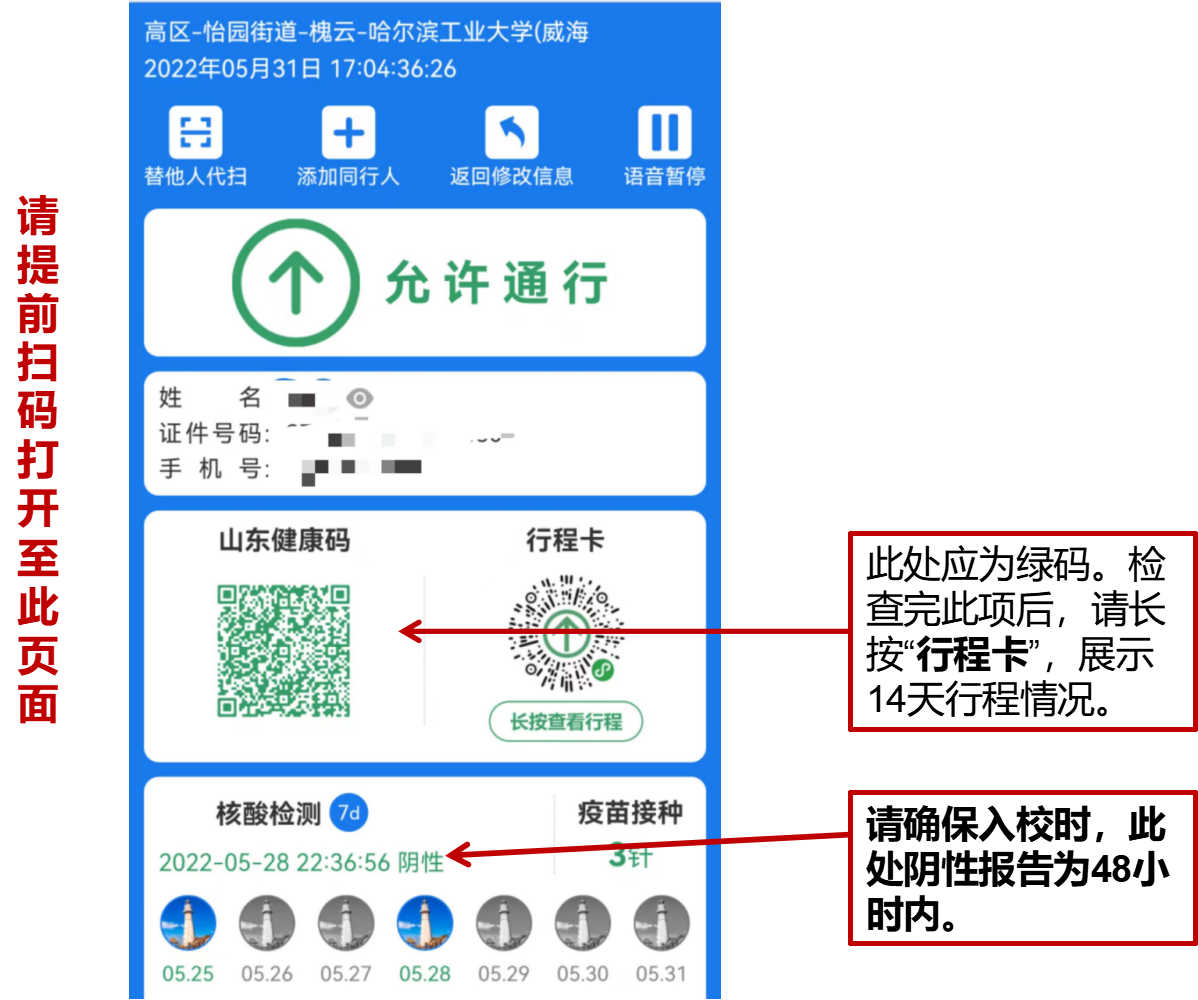 请提前扫码打开至此页面
高区-怡园街道-槐云-哈尔滨工业大学(威海
2022年05月31日 17:04:36:26
替他人代扫 添加同行人 返回修改信息 语音暂停
允许通行
姓 名
证件号码:
手 机 号:
山东健康码 行程卡
长按查看行程
此处应为绿码。检
查完此项后，请长
按“行程卡”，展示
14天行程情况。
核酸检测 7d 疫苗接种
2022-05-28 22:36:56 阴性 3针
05.25 05.26 05.27 05.28 05.29 05.30 05.31
请确保入校时，此
处阴性报告为48小
时内。